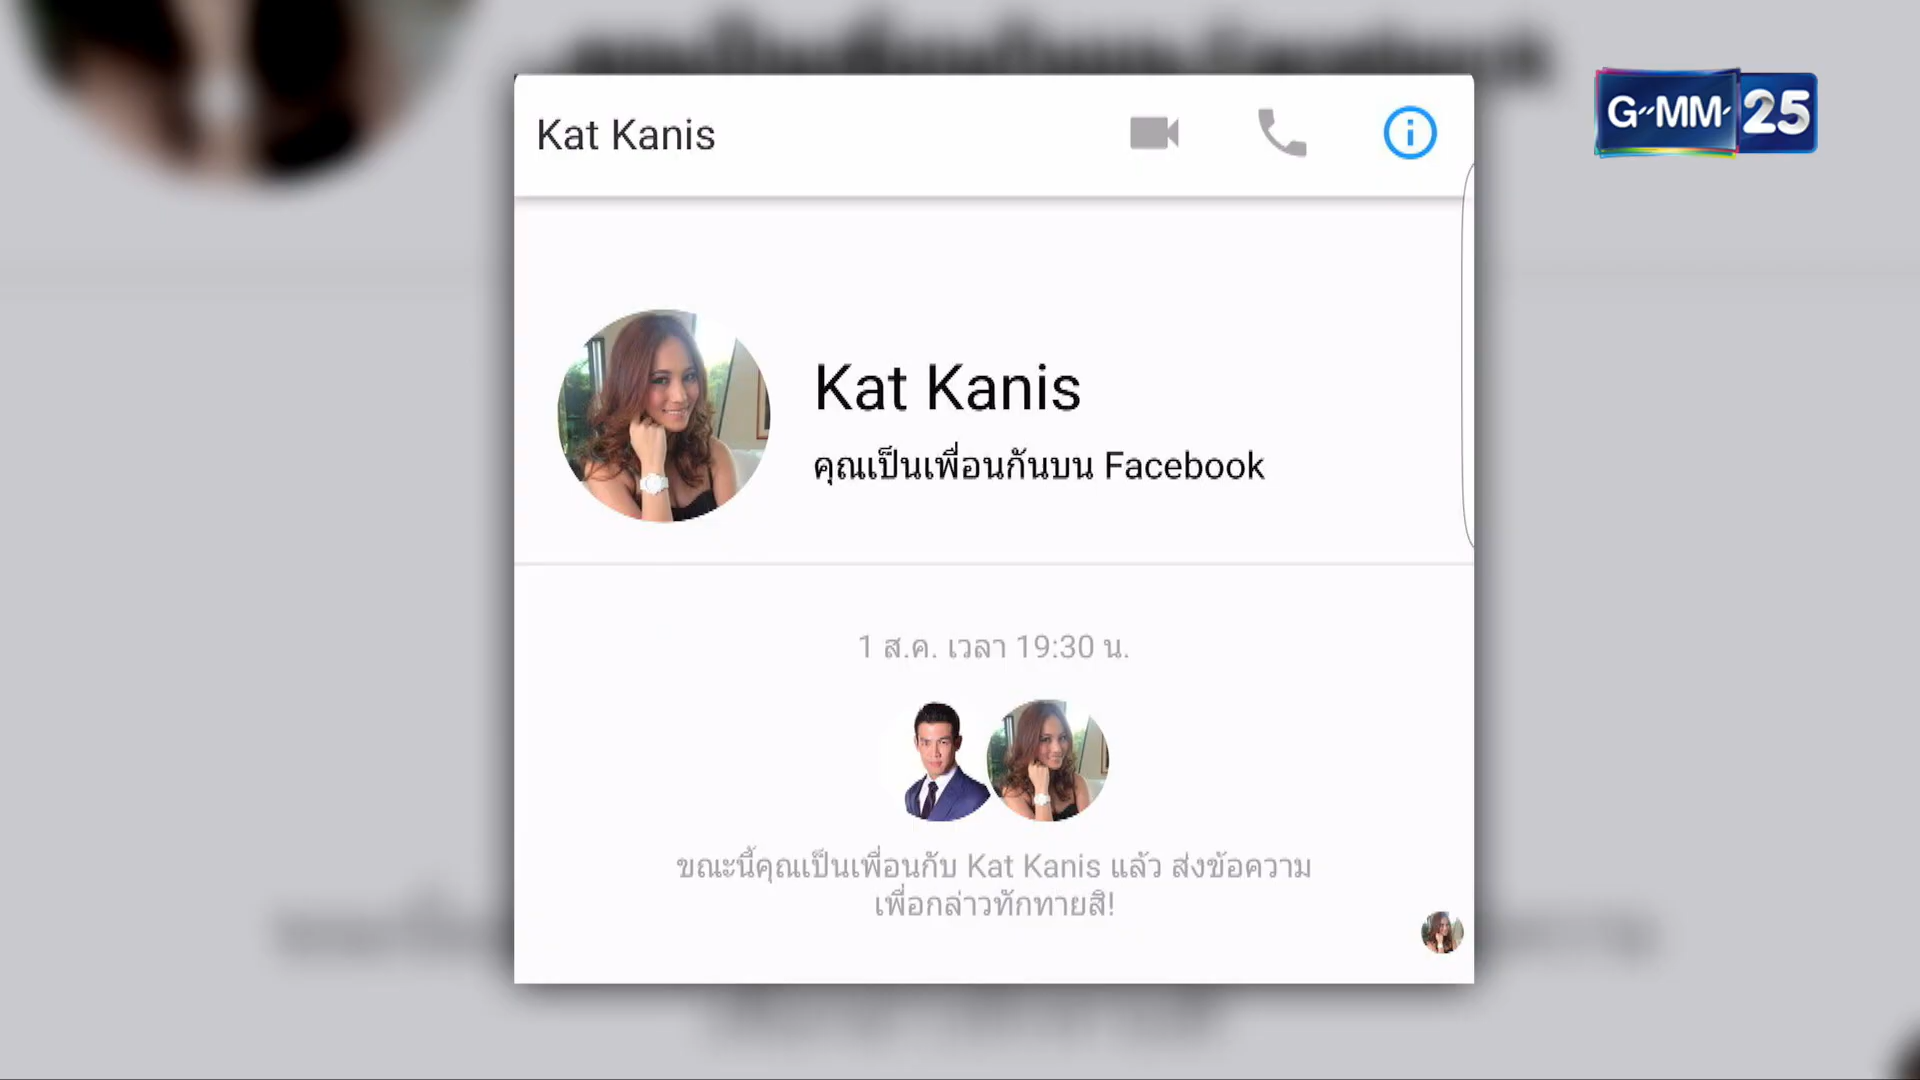 Kat Kanis
GMM 25
Kat Kanis
คุณเป็นเพื่อนกันบน Facebook
1 ส.ค. เวลา 19:30 น.
ขณะนี้คุณเป็นเพื่อนกับ Kat Kanis แล้ว ส่งข้อความ
เพื่อกล่าวทักทายสิ!